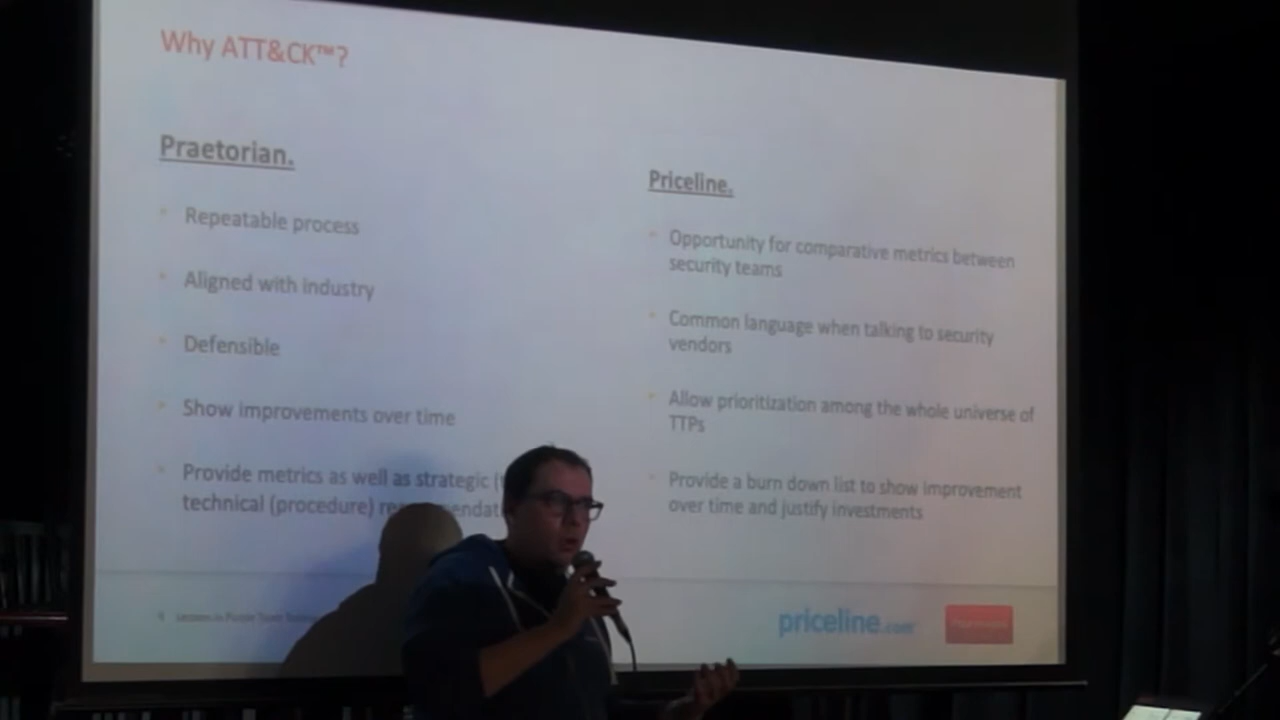 Why ATT&CK™?
Praetorian.
Repeatable process
Aligned with industry
Defensible
Show improvements over time
Provide metrics as well as strategic
technical (procedure)
Priceline.
Opportunity for comparative metrics between
security teams
Common language when talking to security
vendors
Allow prioritization among the whole universe of
TTPs
Provide a burn down list to show improvement
over time and justify investments
priceline.com